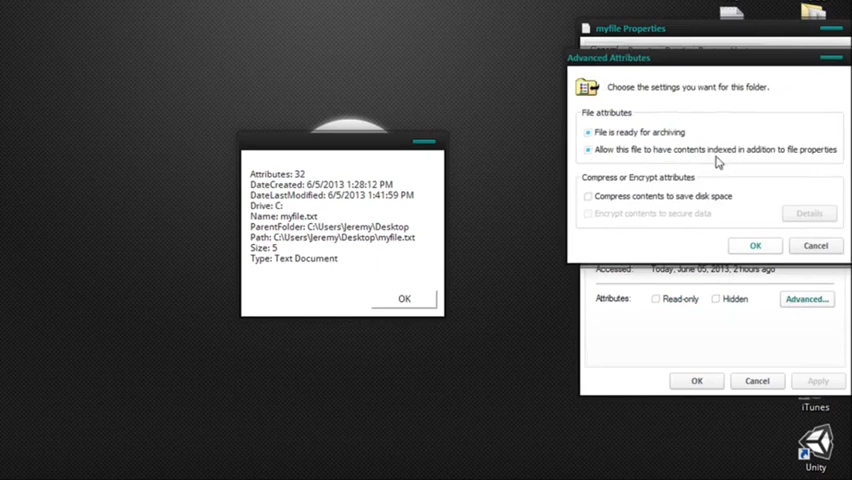 myfile Properties
Advanced Attributes
Choose the settings you want for this folder.
File attributes
File is ready for archiving
Allow this file to have contents indexed in addition to file properties
Compress or Encrypt attributes
Compress contents to save disk space
Encrypt contents to secure data
Details
OK
Cancel
Attributes: 32
DateCreated: 6/5/2013 1:28:12 PM
DateLastModified: 6/5/2013 1:41:59 PM
Drive: C:
Name: myfile.txt
ParentFolder: C:\Users\Jeremy\Desktop
Path: C:\Users\Jeremy\Desktop\myfile.txt
Size: 5
Type: Text Document
OK
Accessed: Today, June 05, 2013, 2 hours ago
Attributes:
Read-only
Hidden
Advanced...
OK
Cancel
Apply
iTunes
Unity